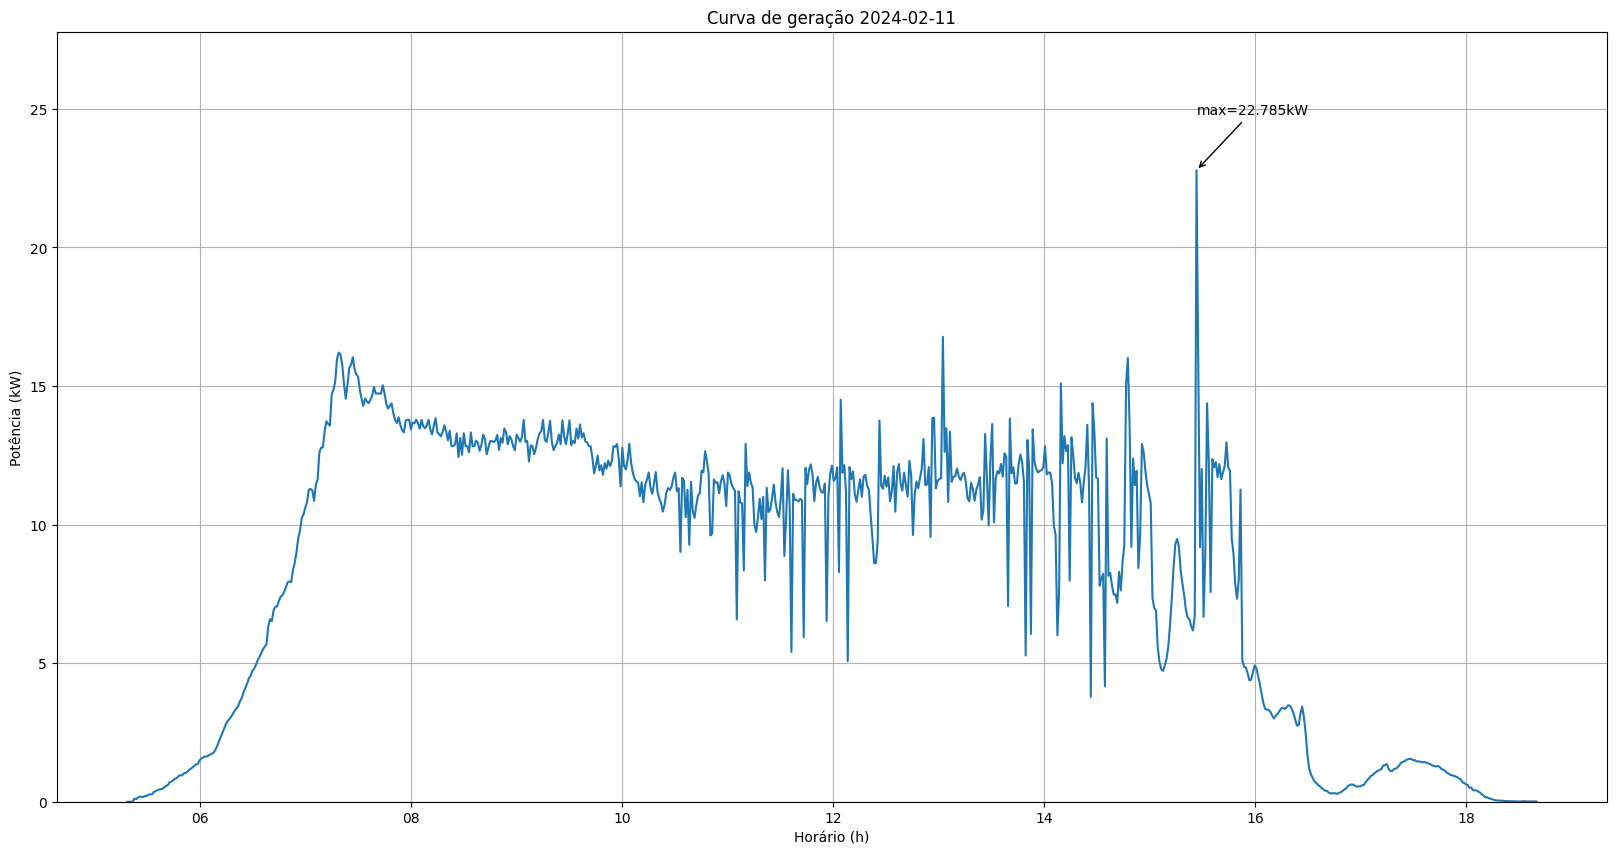 Curva de geração 2024-02-11
max=22.785kW
Potência (kW)
25
20
15
10
5
0
06 08 10 12 14 16 18
Horário (h)